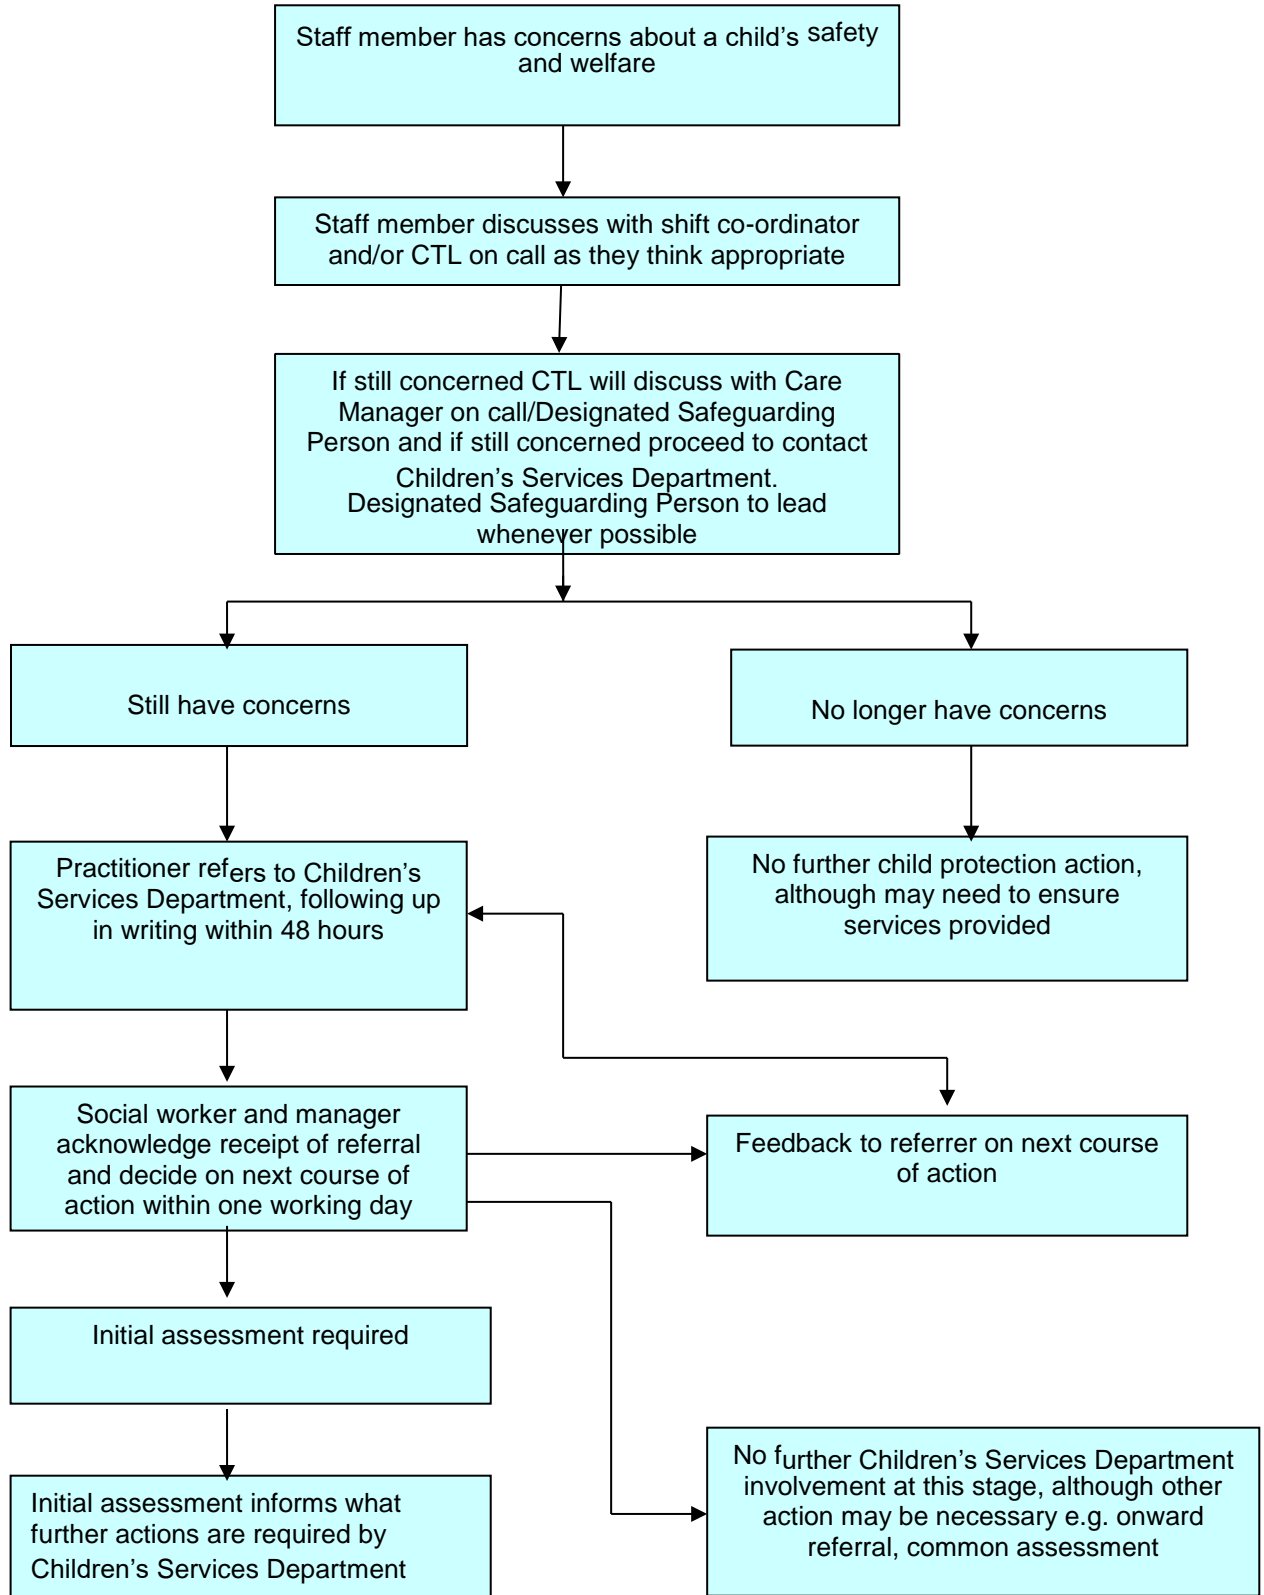 Staff member has concerns about a child’s safety
and welfare
Staff member discusses with shift co-ordinator
and/or CTL on call as they think appropriate
If still concerned CTL will discuss with Care
Manager on call/Designated Safeguarding
Person and if still concerned proceed to contact
Children’s Services Department.
Designated Safeguarding Person to lead
whenever possible
Still have concerns
No longer have concerns
Practitioner refers to Children’s
Services Department, following up
in writing within 48 hours
No further child protection action,
although may need to ensure
services provided
Social worker and manager
acknowledge receipt of referral
and decide on next course of
action within one working day
Feedback to referrer on next course
of action
Initial assessment required
Initial assessment informs what
further actions are required by
Children’s Services Department
No further Children’s Services Department
involvement at this stage, although other
action may be necessary e.g. onward
referral, common assessment